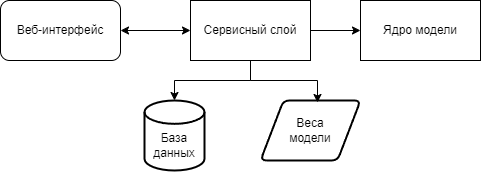 Веб-интерфейс
Сервисный слой
Ядро модели
База
данных
Веса
модели